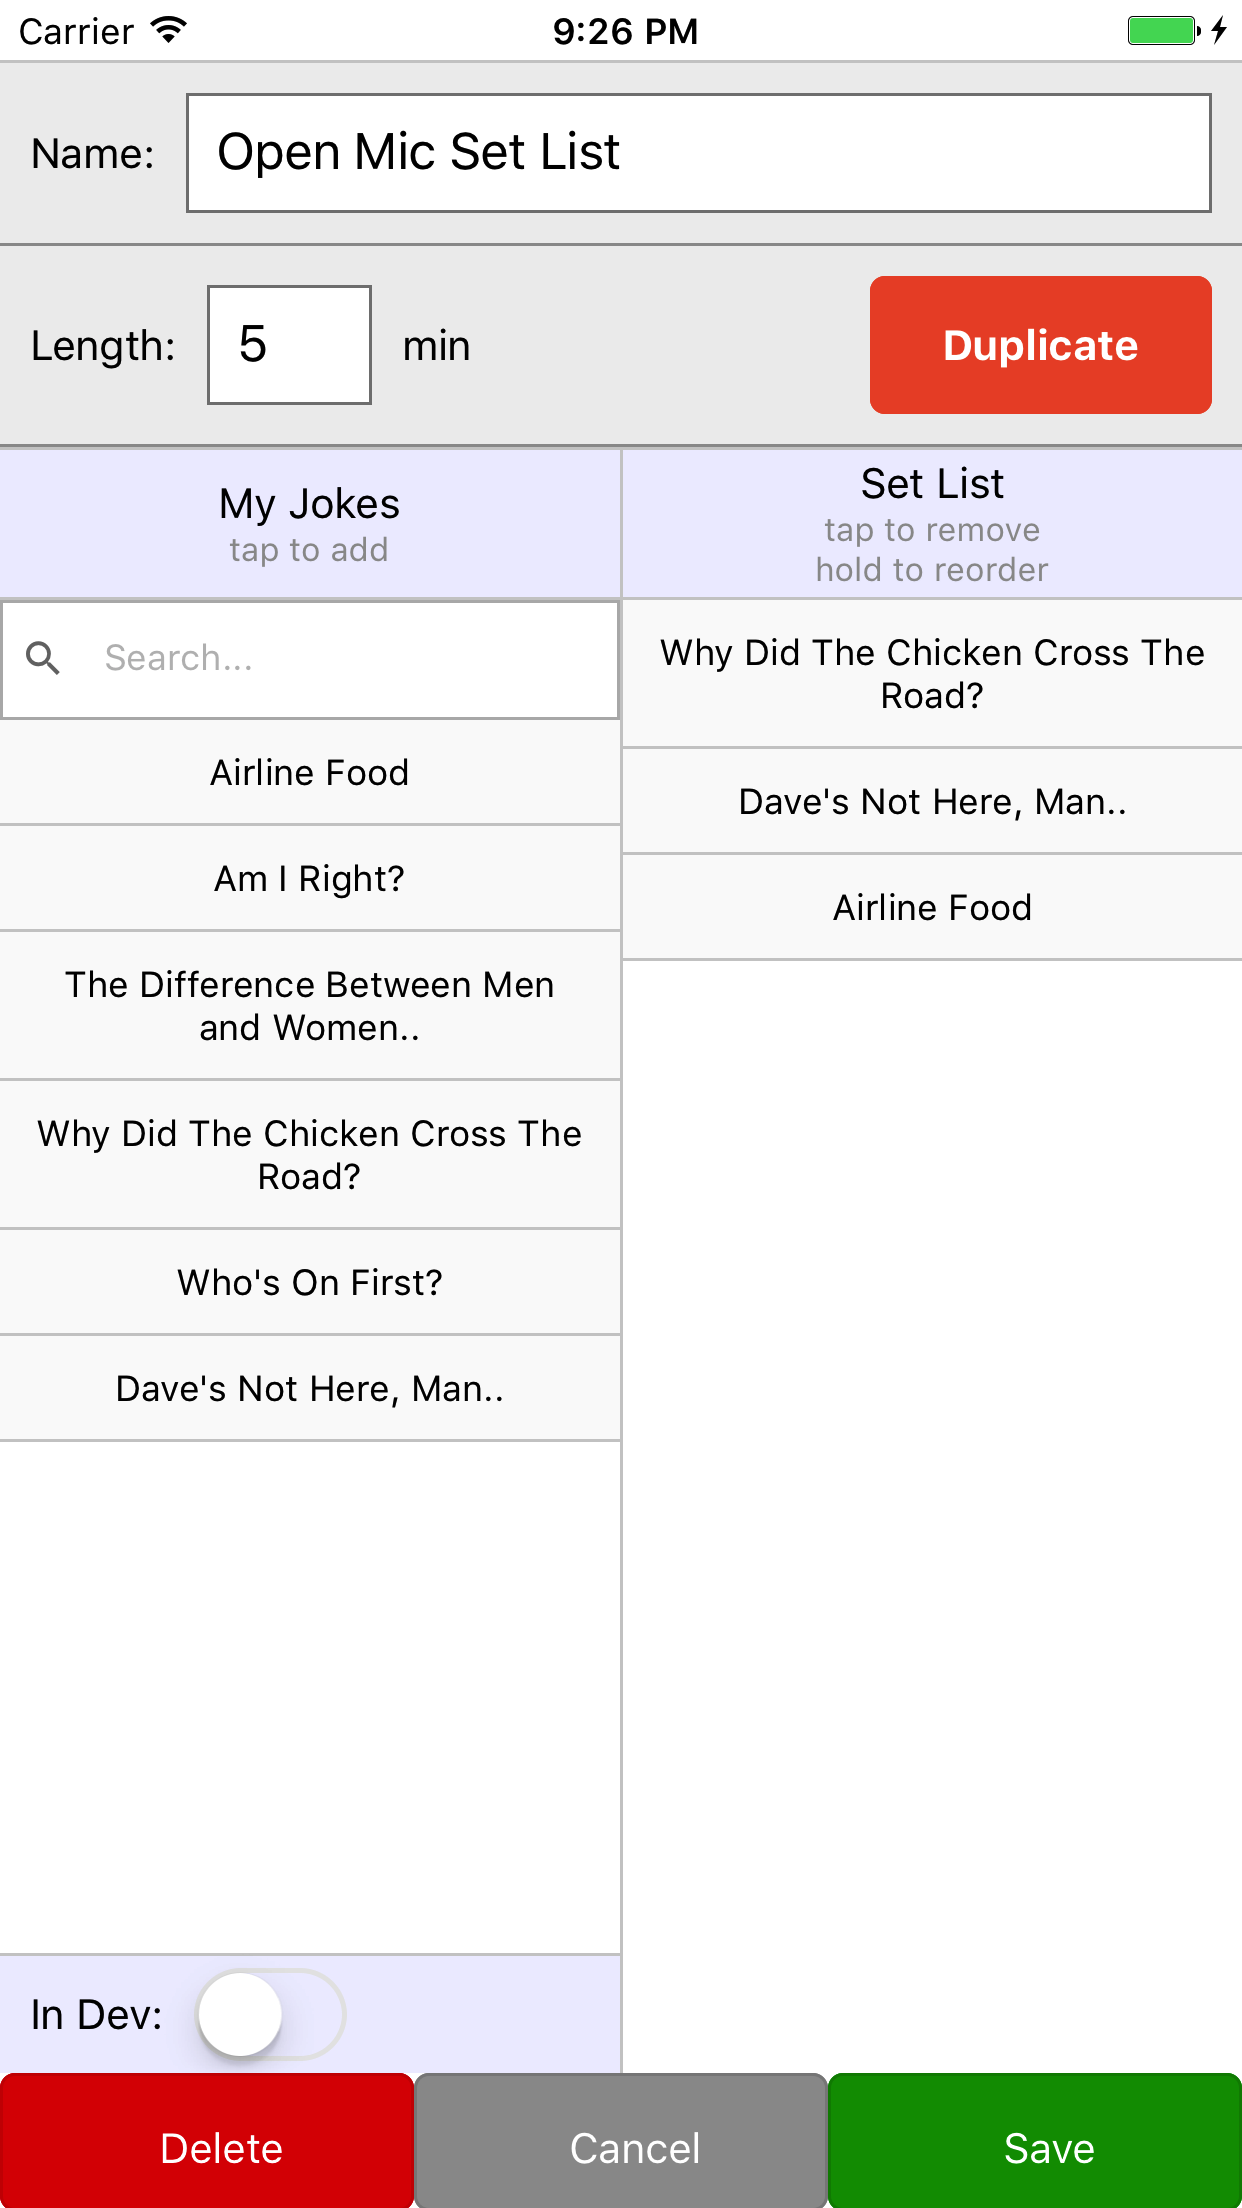 Carrier 9:26 PM
Name: Open Mic Set List
Length: 5 min Duplicate
My Jokes
tap to add
Search...
Airline Food
Am I Right?
The Difference Between Men
and Women..
Why Did The Chicken Cross The
Road?
Who's On First?
Dave's Not Here, Man..
In Dev:
Set List
tap to remove
hold to reorder
Why Did The Chicken Cross The
Road?
Dave's Not Here, Man..
Airline Food
Delete Cancel Save